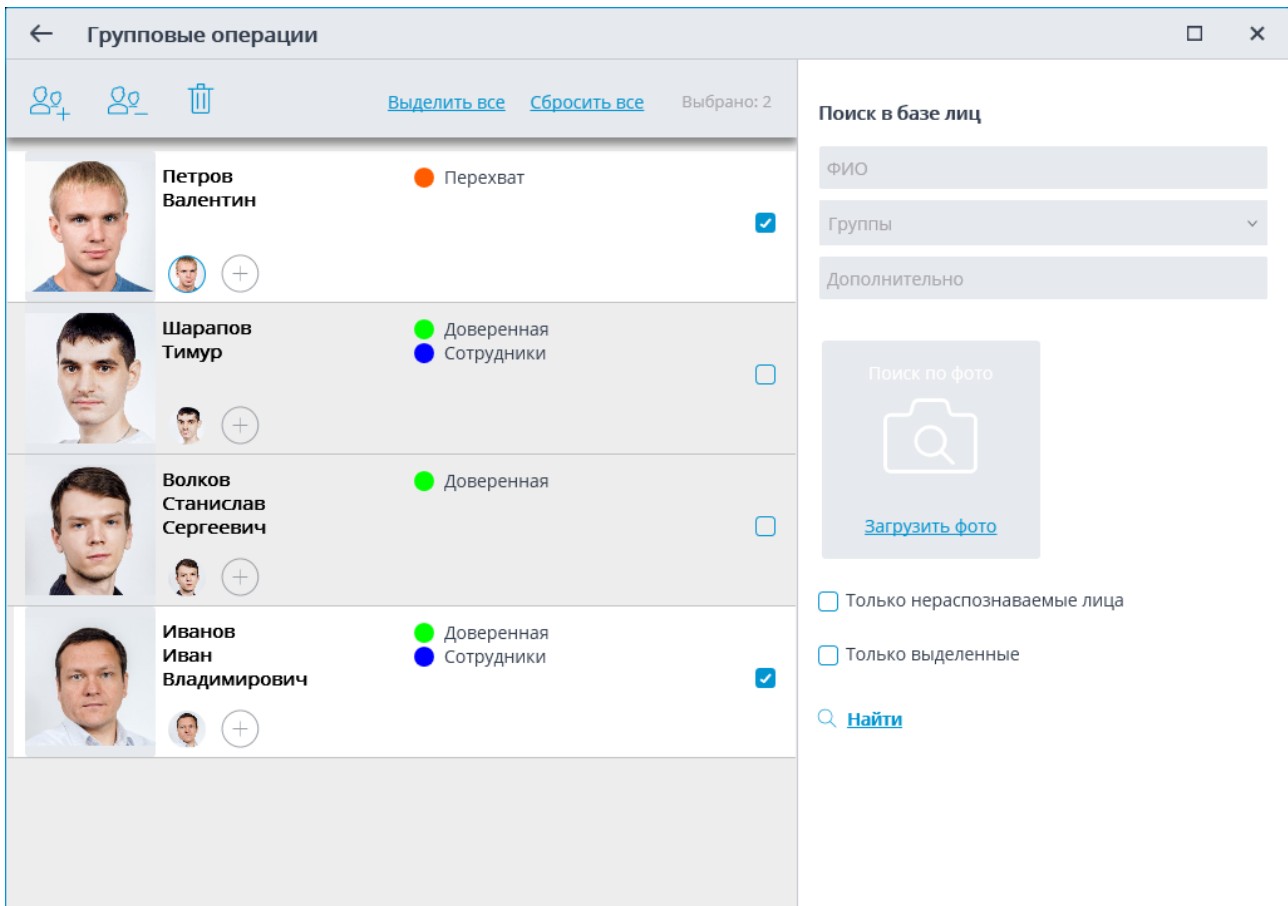 Групповые операции
Выделить все Сбросить все Выбрано: 2
Петров
Валентин
Перехват
Шарапов
Тимур
Доверенная
Сотрудники
Волков
Станислав
Сергеевич
Доверенная
Иванов
Иван
Владимирович
Доверенная
Сотрудники
Поиск в базе лиц
ФИО
Группы
Дополнительно
Поиск по фото
Загрузить фото
Только нераспознаваемые лица
Только выделенные
Найти